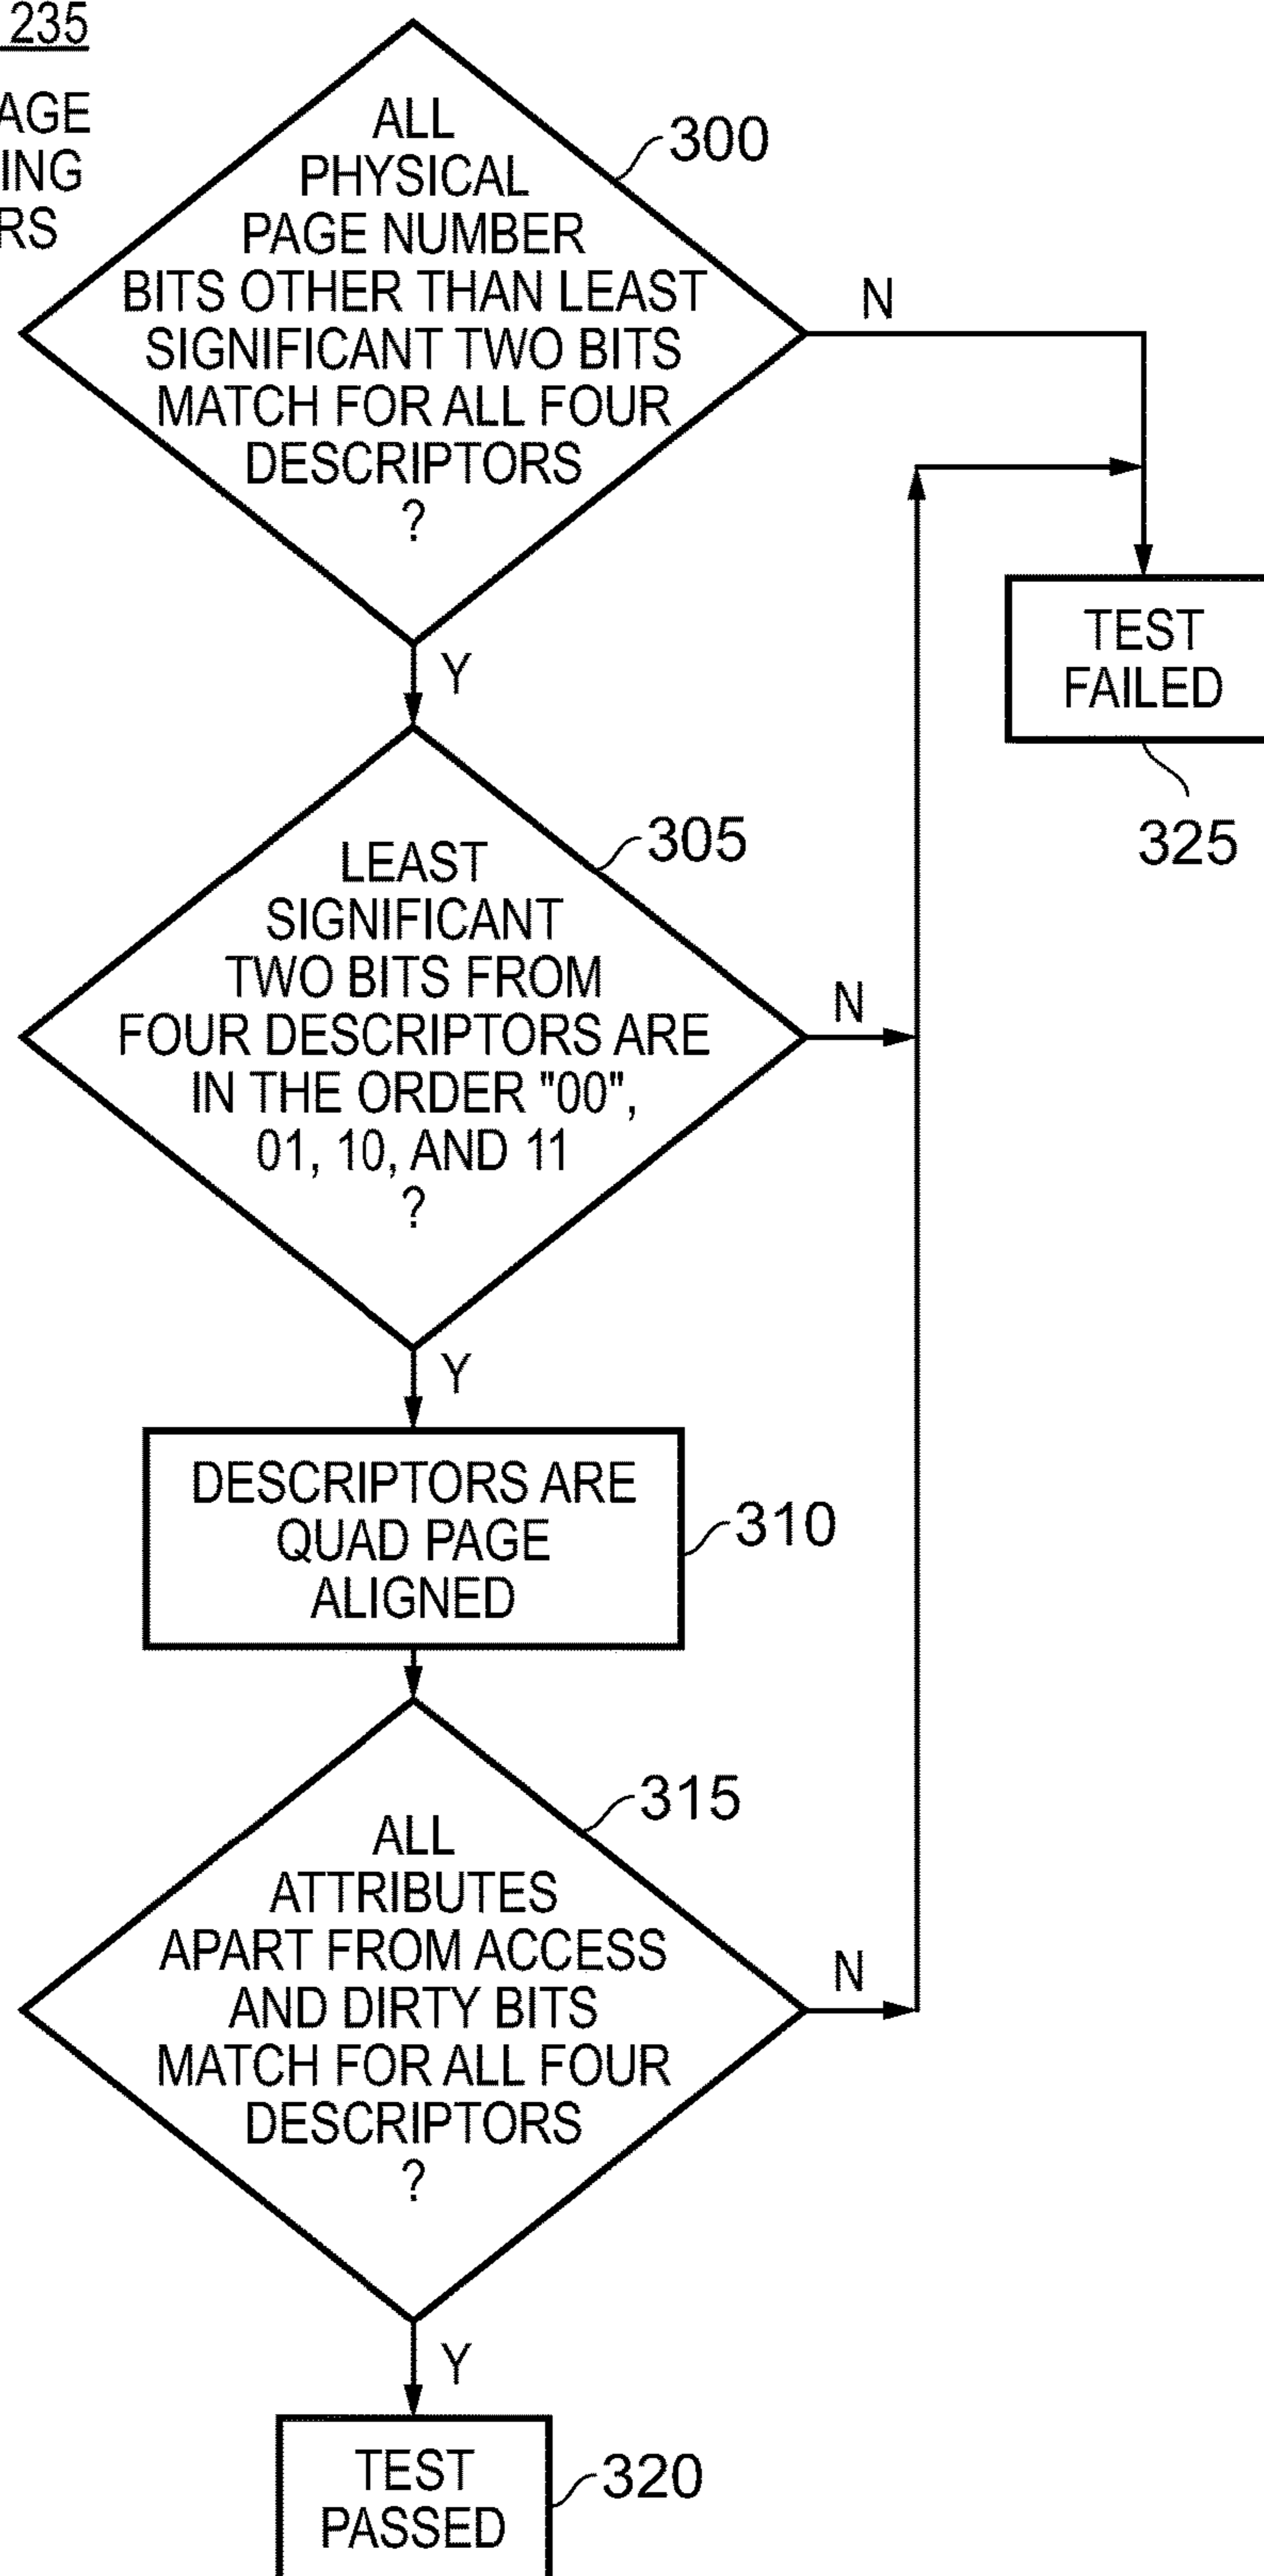 235
ALL
PHYSICAL
PAGE NUMBER
BITS OTHER THAN LEAST
SIGNIFICANT TWO BITS
MATCH FOR ALL FOUR
DESCRIPTORS
?
300
N
Y
TEST
FAILED
325
LEAST
SIGNIFICANT
TWO BITS FROM
FOUR DESCRIPTORS ARE
IN THE ORDER "00",
01, 10, AND 11
?
305
N
Y
DESCRIPTORS ARE
QUAD PAGE
ALIGNED
310
ALL
ATTRIBUTES
APART FROM ACCESS
AND DIRTY BITS
MATCH FOR ALL FOUR
DESCRIPTORS
?
315
N
Y
TEST
PASSED
320